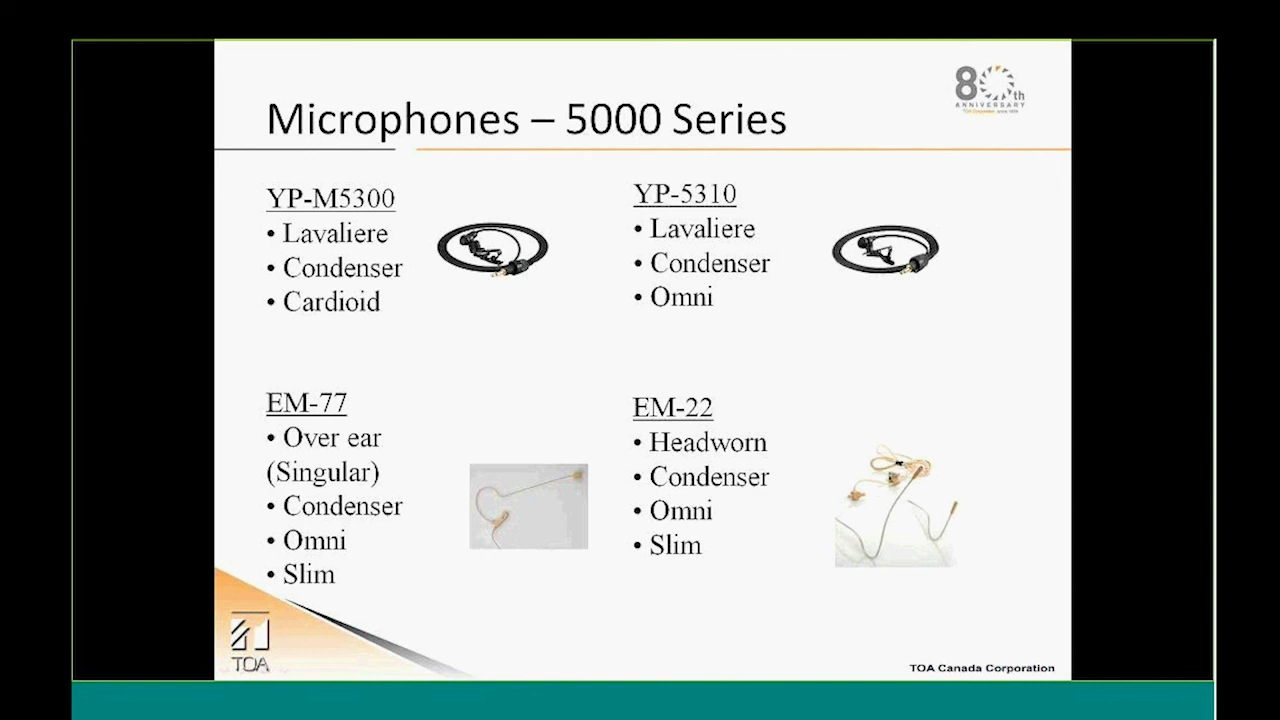 80th
ANNIVERSARY
TOA Corporation since 1934
Microphones – 5000 Series
YP-M5300
• Lavaliere
• Condenser
• Cardioid
YP-5310
• Lavaliere
• Condenser
• Omni
EM-77
• Over ear
(Singular)
• Condenser
• Omni
• Slim
EM-22
• Headworn
• Condenser
• Omni
• Slim
TOA
TOA Canada Corporation